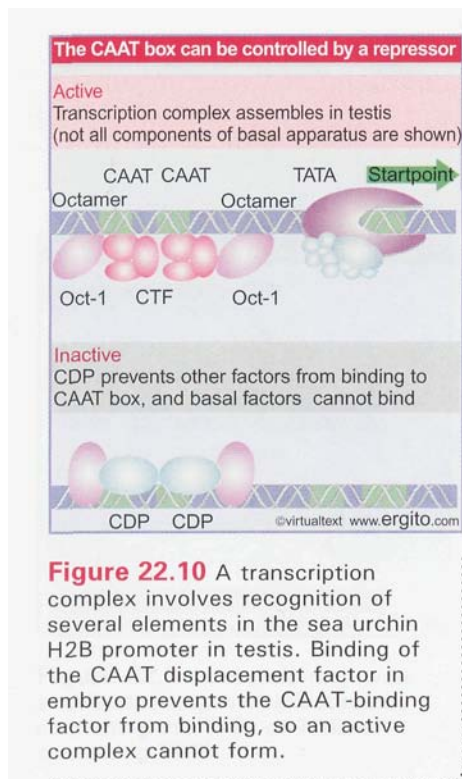 The CAAT box can be controlled by a repressor
Active
Transcription complex assembles in testis
(not all components of basal apparatus are shown)
CAAT CAAT TATA Startpoint
Octamer Octamer
Oct-1 CTF Oct-1
Inactive
CDP prevents other factors from binding to
CAAT box, and basal factors cannot bind
CDP CDP ©virtualtext www.ergito.com
Figure 22.10 A transcription
complex involves recognition of
several elements in the sea urchin
H2B promoter in testis. Binding of
the CAAT displacement factor in
embryo prevents the CAAT-binding
factor from binding, so an active
complex cannot form.